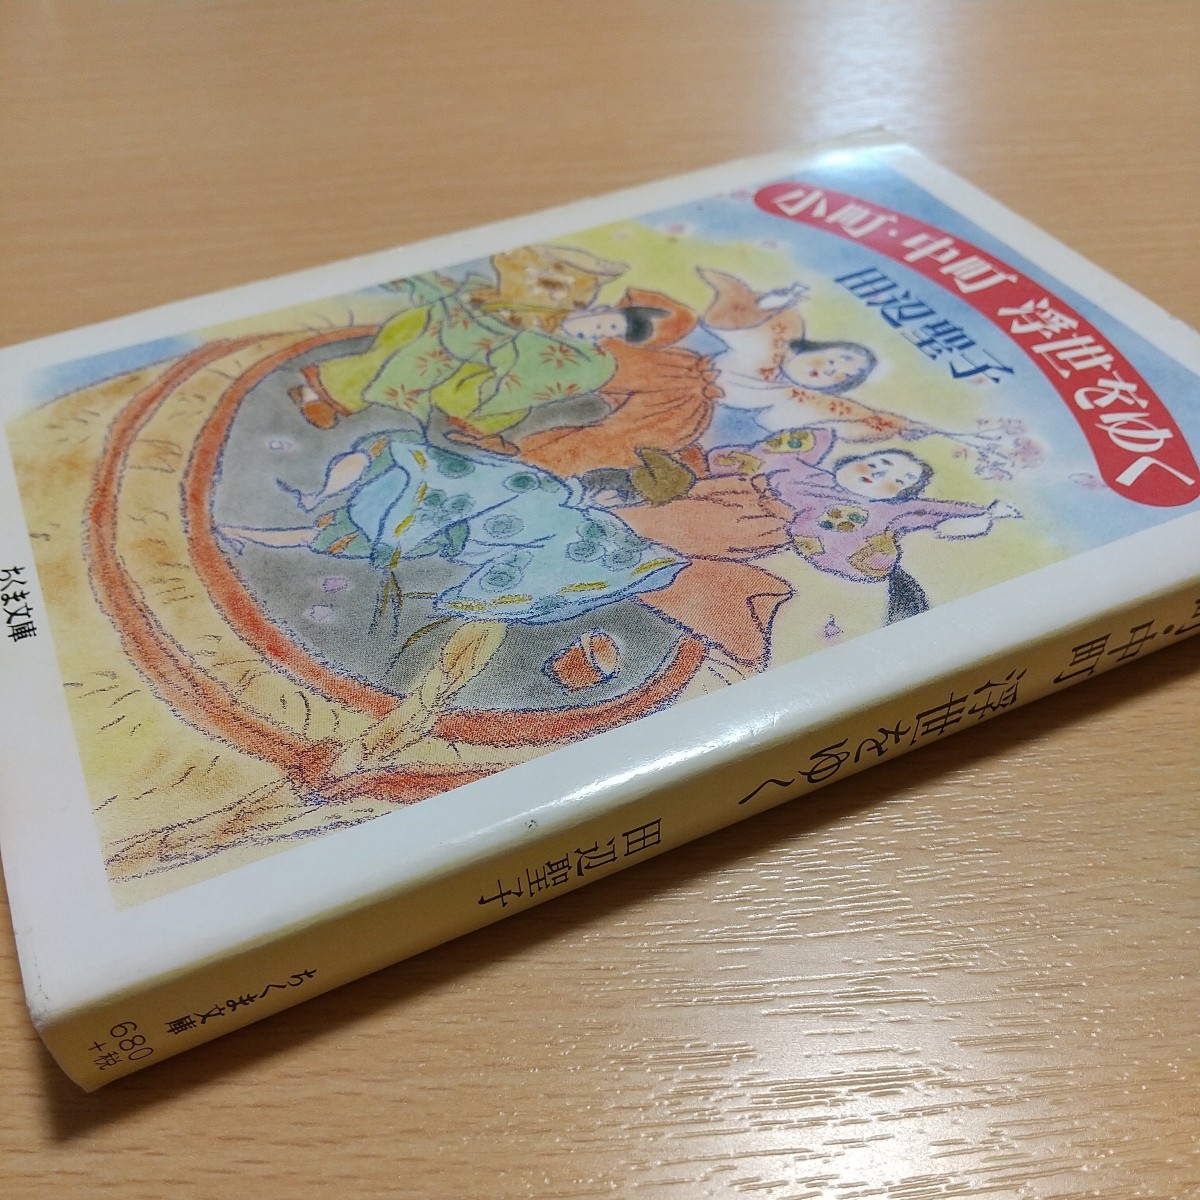 小町・中町 浮世をゆく
田辺聖子
ちくま文庫
町・中町 浮世をゆく
田辺聖子
ちくま文庫
680
+税